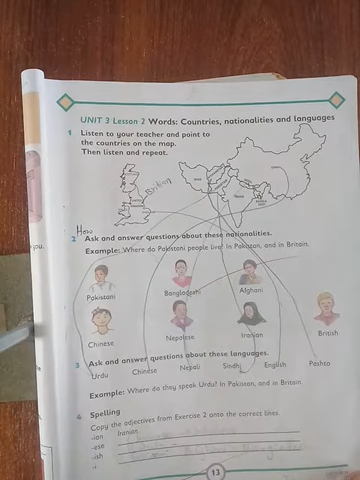 UNIT 3 Lesson 2 Words: Countries, nationalities and languages
1 Listen to your teacher and point to
the countries on the map.
Then listen and repeat.
Britian
How
2 Ask and answer questions about these nationalities.
Example: Where do Pakistani people live? In Pakistan, and in Britain.
you.
Pakistani Bangladeshi Afghani
Chinese Nepalese Iranian British
3 Ask and answer questions about these languages.
Urdu Chinese Nepali Sindhi English Pashto
Example: Where do they speak Urdu? In Pakistan, and in Britain
4 Spelling
Copy the adjectives from Exercise 2 onto the correct lines.
-ian Iranian
-ese
-ish
-i
13